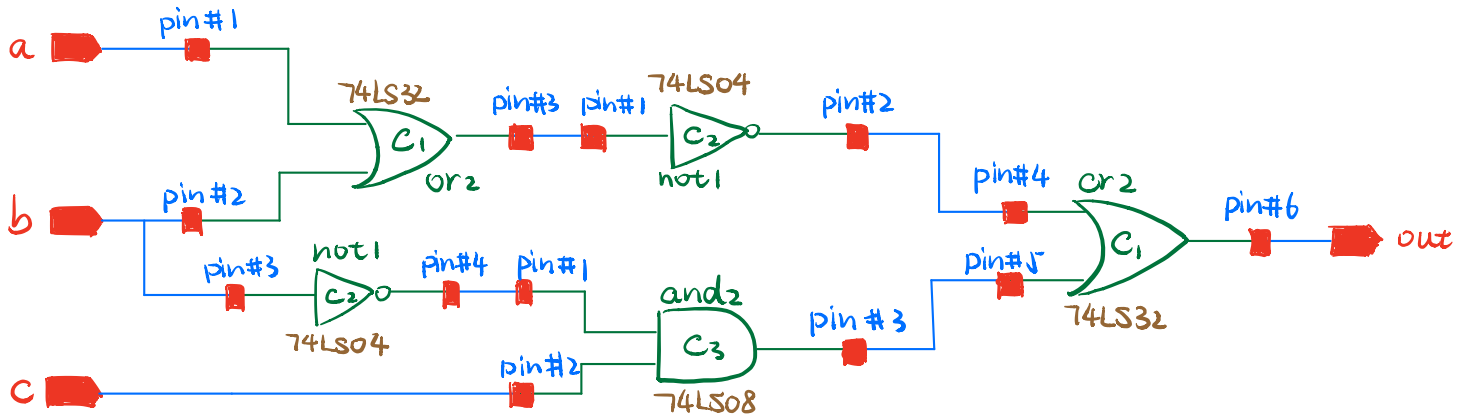 pin#1
a
74LS32
C1
or2
pin#3
pin#1
74LS04
C2
not1
pin#2
b
pin#2
pin#3
not1
C2
74LS04
pin#4
pin#1
and2
C3
74LS08
pin#2
c
pin#3
pin#4
or2
C1
74LS32
pin#5
pin#6
out